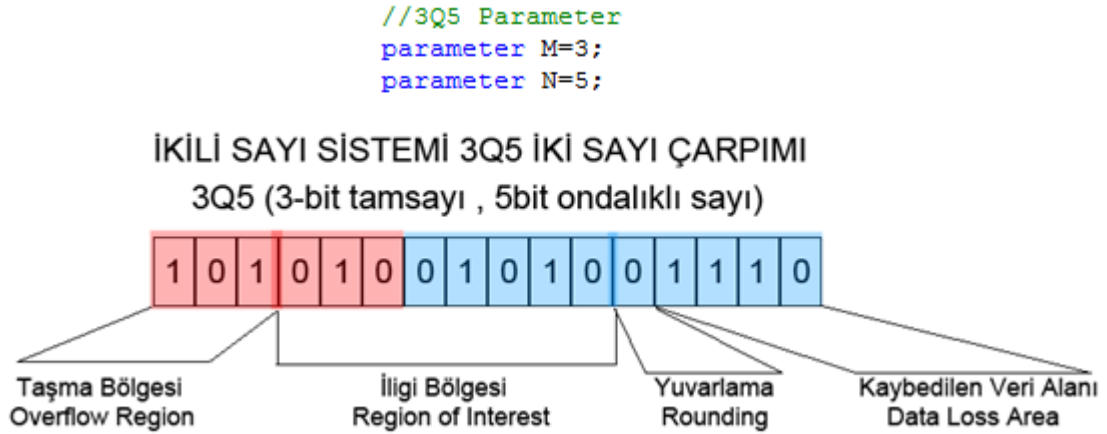 //3Q5 Parameter
parameter M=3;
parameter N=5;
İKİLİ SAYI SİSTEMİ 3Q5 İKİ SAYI ÇARPIMI
3Q5 (3-bit tamsayı , 5bit ondalıklı sayı)
1 0 1 0 1 0 0 1 0 1 0 0 1 1 1 0
Taşma Bölgesi İligi Bölgesi Yuvarlama Kaybedilen Veri Alanı
Overflow Region Region of Interest Rounding Data Loss Area